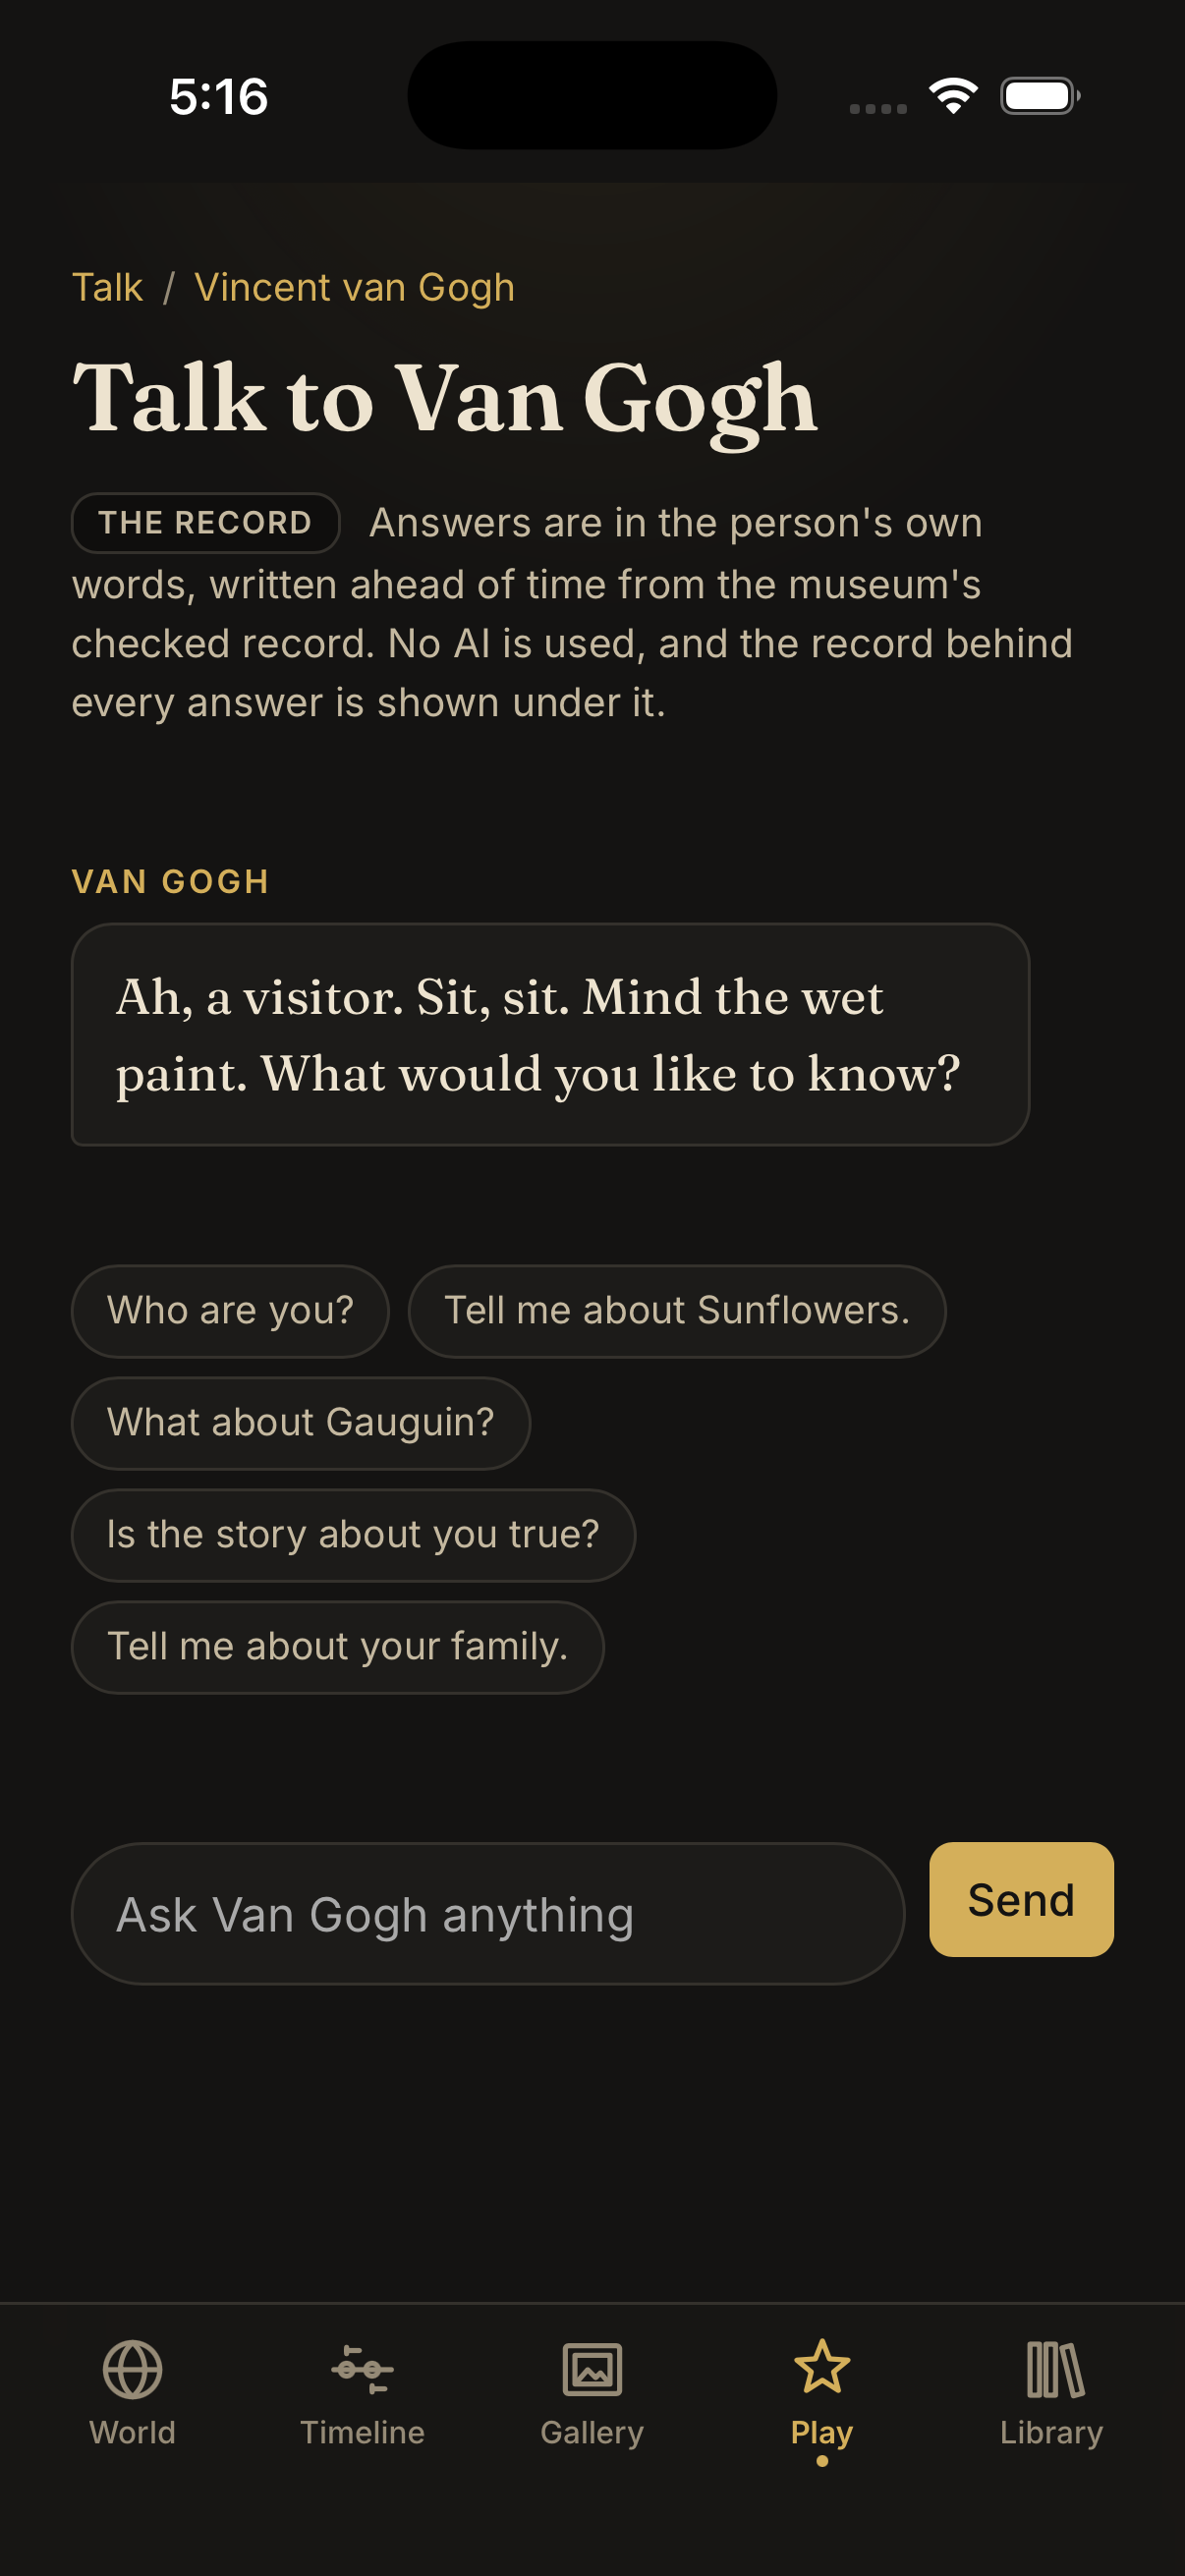 5:16
Talk / Vincent van Gogh
Talk to Van Gogh
THE RECORD Answers are in the person's own
words, written ahead of time from the museum's
checked record. No AI is used, and the record behind
every answer is shown under it.
VAN GOGH
Ah, a visitor. Sit, sit. Mind the wet
paint. What would you like to know?
Who are you? Tell me about Sunflowers.
What about Gauguin?
Is the story about you true?
Tell me about your family.
Ask Van Gogh anything Send
World Timeline Gallery Play Library